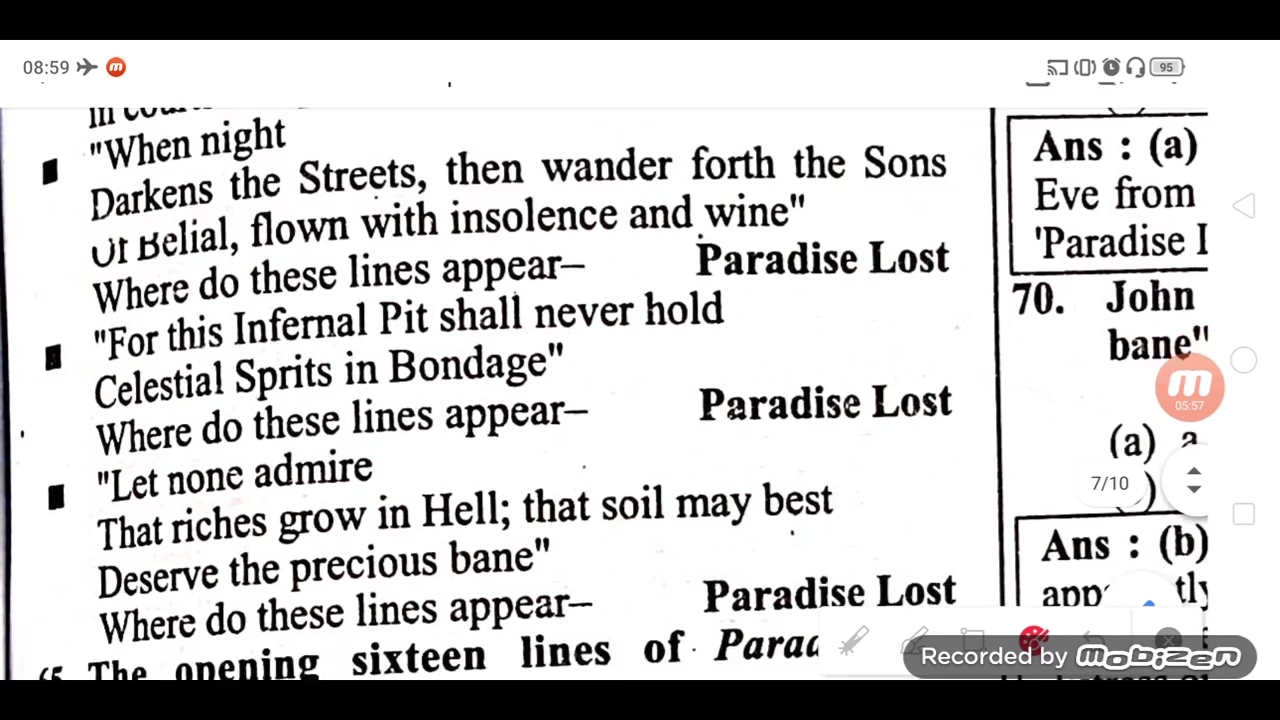 08:59
95
"When night
Darkens the Streets, then wander forth the Sons
Of Belial, flown with insolence and wine"
Where do these lines appear– Paradise Lost
"For this Infernal Pit shall never hold
Celestial Sprits in Bondage"
Where do these lines appear– Paradise Lost
"Let none admire
That riches grow in Hell; that soil may best
Deserve the precious bane"
Where do these lines appear– Paradise Lost
The opening sixteen lines of
Ans : (a)
Eve from
'Paradise
70. John
bane"
05:57
(a) a
7/10
Ans : (b)
Recorded by mobizen